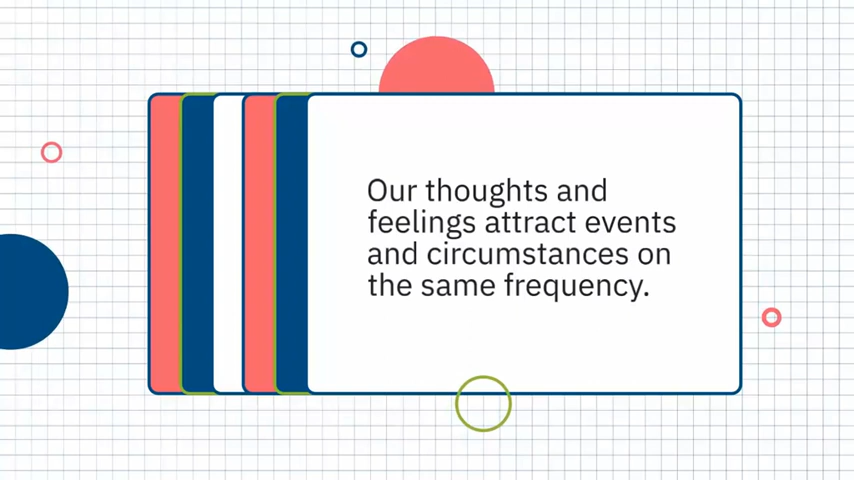 Our thoughts and
feelings attract events
and circumstances on
the same frequency.